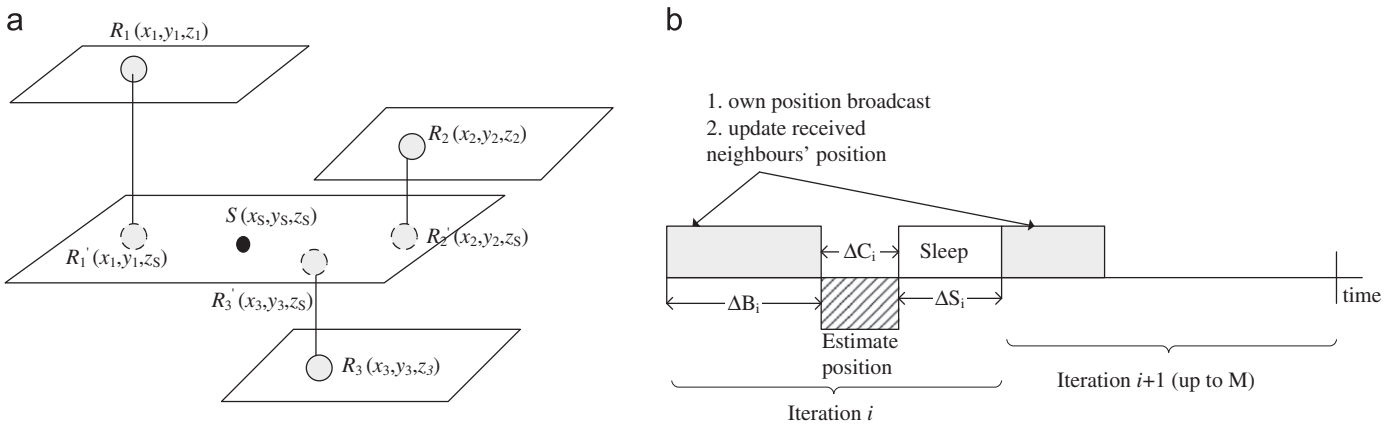 a
R₁ (x₁,y₁,z₁)
R₂ (x₂,y₂,z₂)
S (xₛ,yₛ,zₛ)
R₁' (x₁,y₁,zₛ)
R₂' (x₂,y₂,zₛ)
R₃' (x₃,y₃,zₛ)
R₃ (x₃,y₃,z₃)
b
1. own position broadcast
2. update received
neighbours' position
ΔCᵢ
Sleep
ΔBᵢ
ΔSᵢ
time
Estimate
position
Iteration i
Iteration i+1 (up to M)